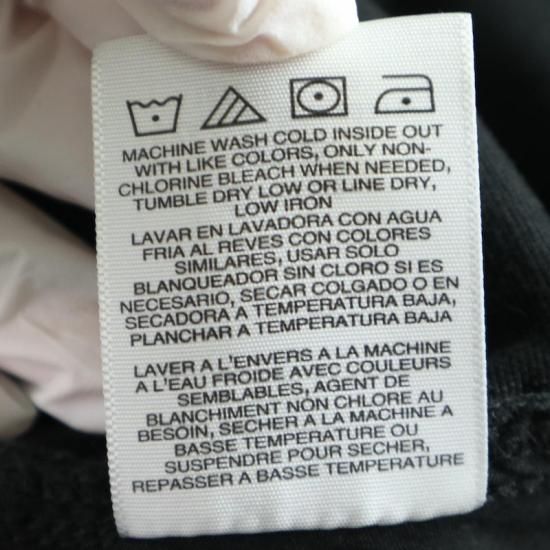 MACHINE WASH COLD INSIDE OUT
WITH LIKE COLORS, ONLY NON-
CHLORINE BLEACH WHEN NEEDED,
TUMBLE DRY LOW OR LINE DRY,
LOW IRON
LAVAR EN LAVADORA CON AGUA
FRIA AL REVES CON COLORES
SIMILARES, USAR SOLO
BLANQUEADOR SIN CLORO SI ES
NECESARIO, SECAR COLGADO O EN
SECADORA A TEMPERATURA BAJA,
PLANCHAR A TEMPERATURA BAJA
LAVER A L'ENVERS A LA MACHINE
A L'EAU FROIDE AVEC COULEURS
SEMBLABLES, AGENT DE
BLANCHIMENT NON CHLORE AU
BESOIN, SECHER A LA MACHINE A
BASSE TEMPERATURE OU
SUSPENDRE POUR SECHER,
REPASSER A BASSE TEMPERATURE